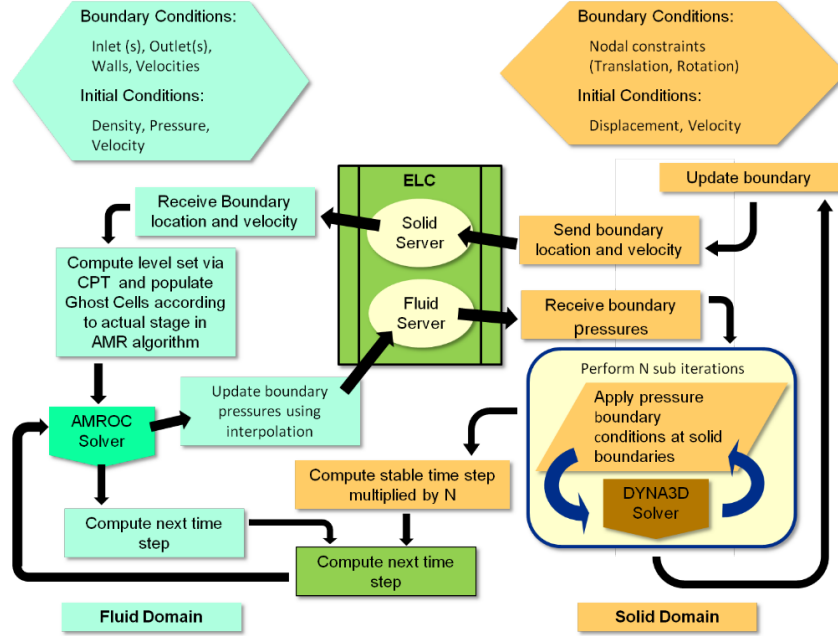 Boundary Conditions:
Inlet (s), Outlet(s),
Walls, Velocities
Initial Conditions:
Density, Pressure,
Velocity
Boundary Conditions:
Nodal constraints
(Translation, Rotation)
Initial Conditions:
Displacement, Velocity
ELC
Update boundary
Receive Boundary
location and velocity
Solid
Server
Send boundary
location and velocity
Compute level set via
CPT and populate
Ghost Cells according
to actual stage in
AMR algorithm
Fluid
Server
Receive boundary
pressures
Perform N sub iterations
Apply pressure
boundary
conditions at solid
boundaries
DYNA3D
Solver
AMROC
Solver
Update boundary
pressures using
interpolation
Compute stable time step
multiplied by N
Compute next time
step
Compute next time
step
Fluid Domain
Solid Domain